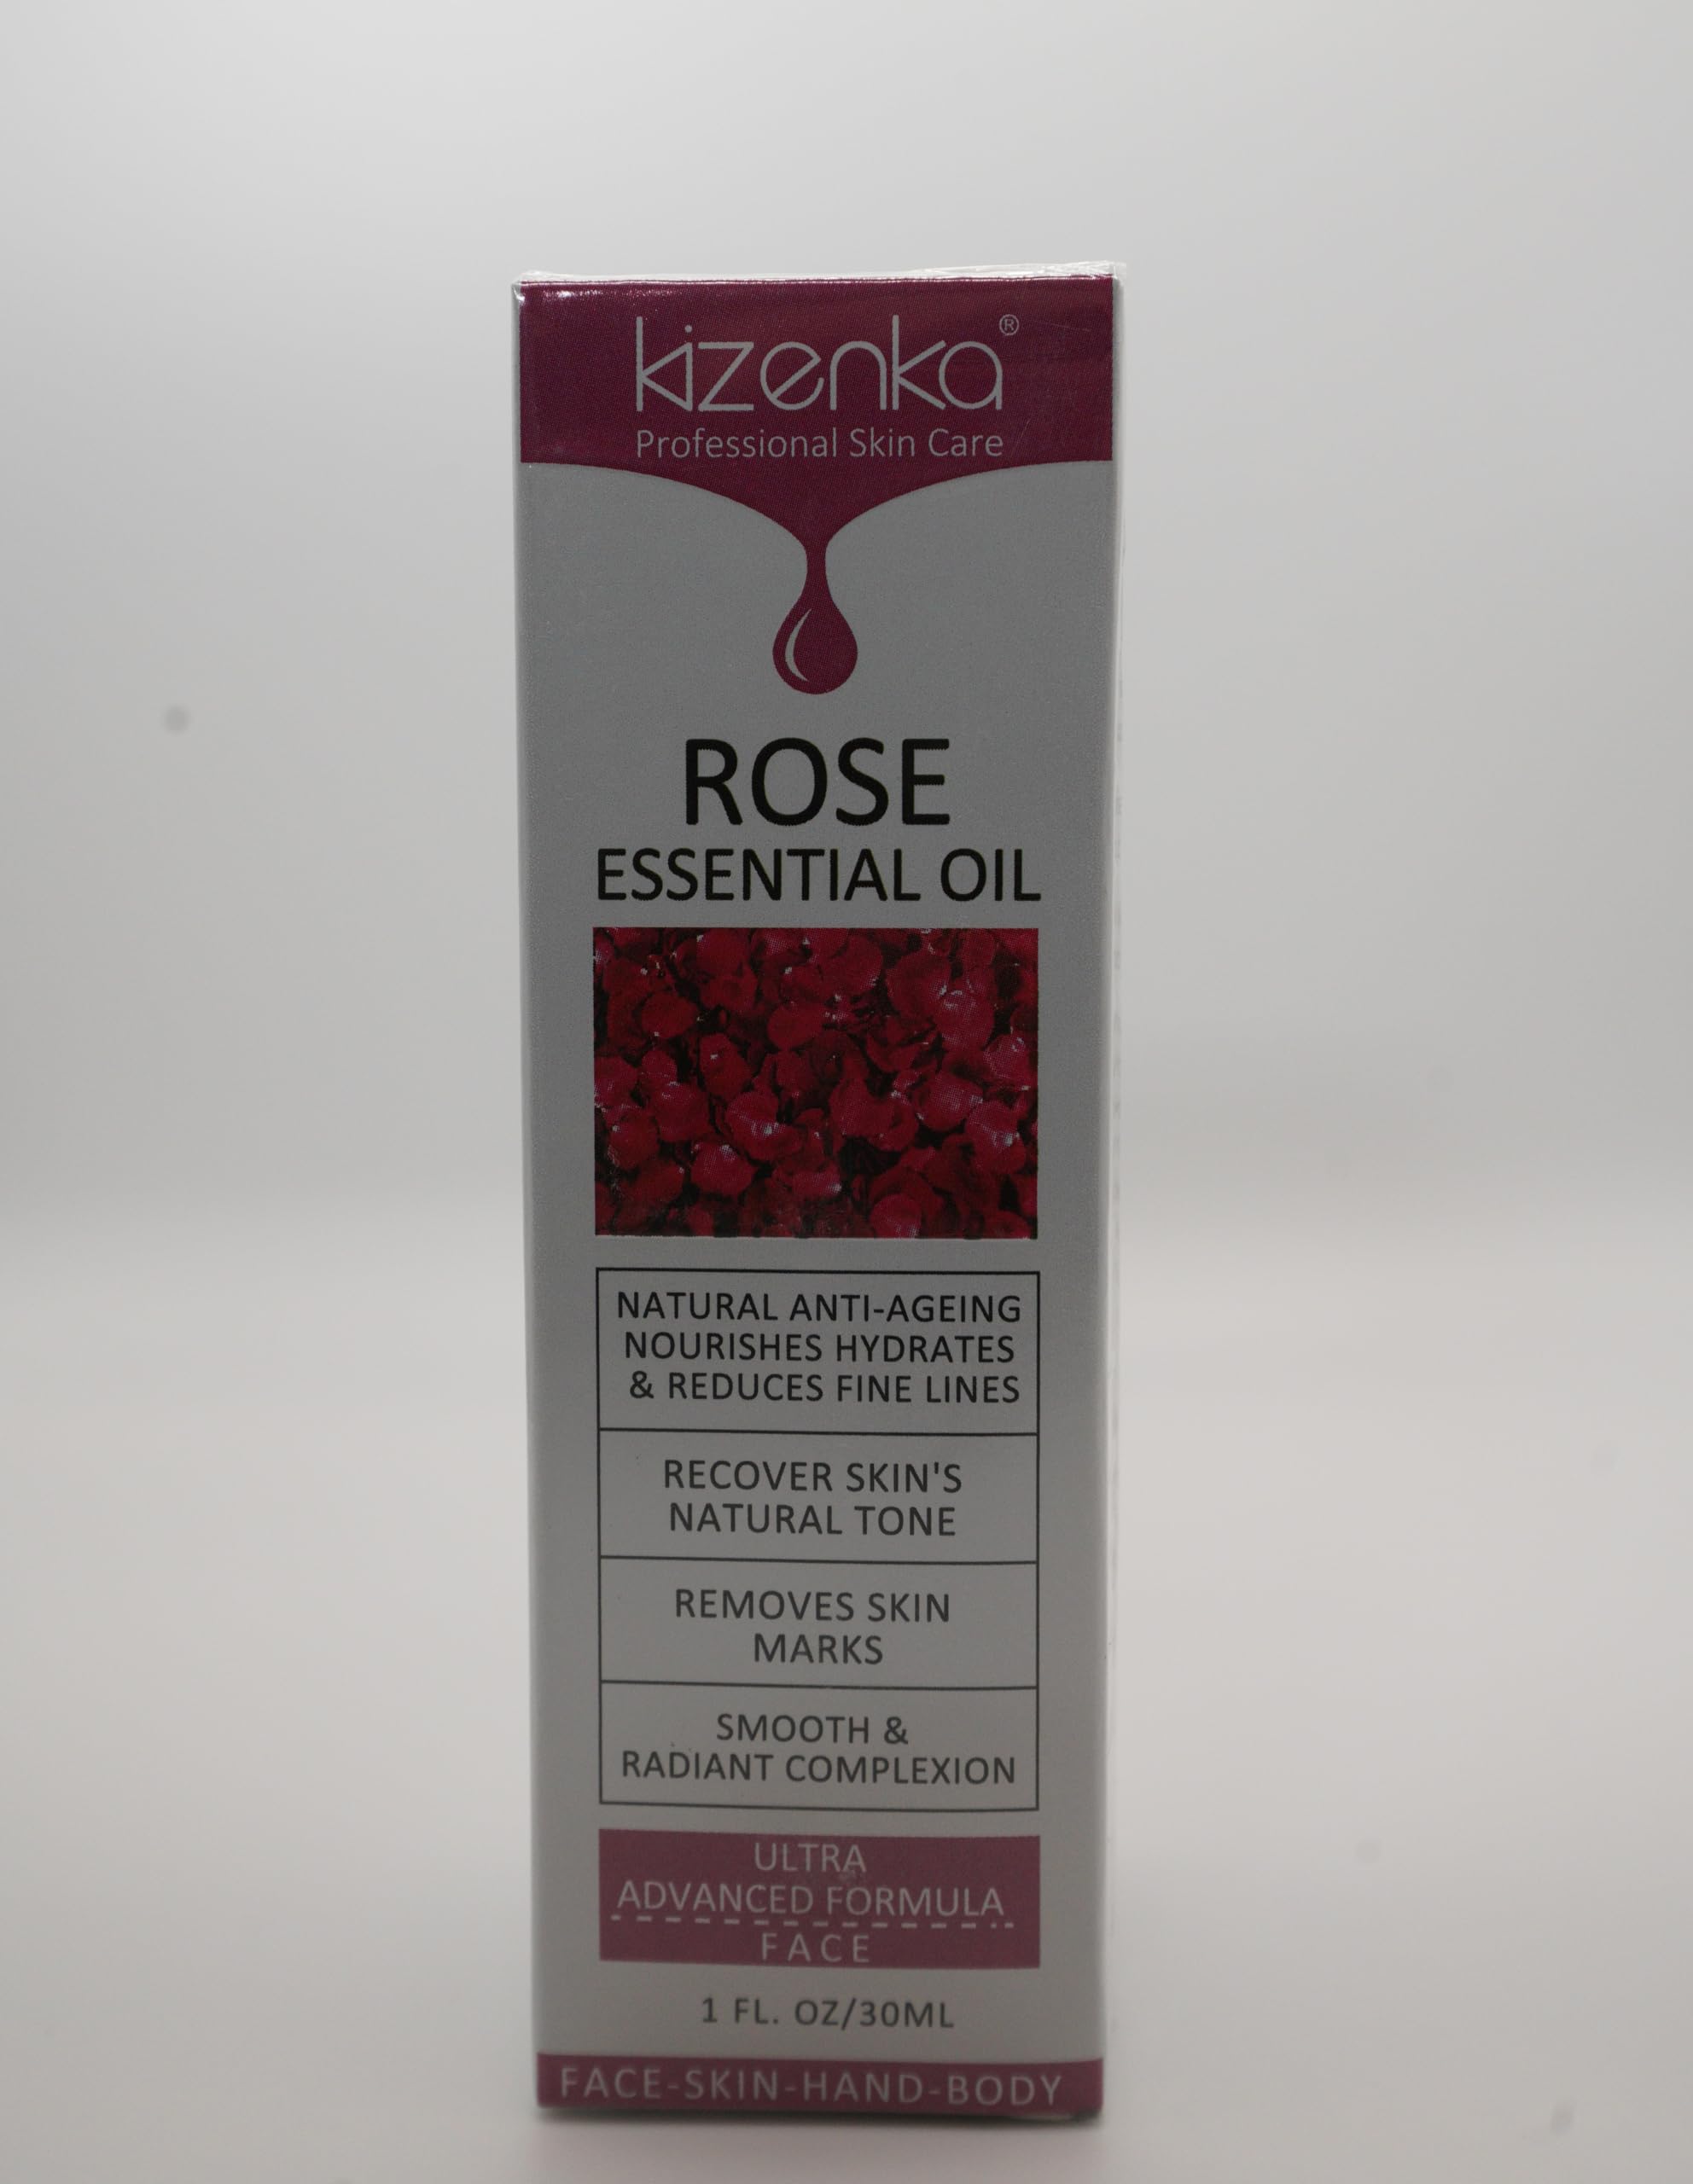 kizenka®
Professional Skin Care
ROSE
ESSENTIAL OIL
NATURAL ANTI-AGEING
NOURISHES HYDRATES
& REDUCES FINE LINES
RECOVER SKIN'S
NATURAL TONE
REMOVES SKIN
MARKS
SMOOTH &
RADIANT COMPLEXION
ULTRA
ADVANCED FORMULA
FACE
1 FL. OZ/30ML
FACE-SKIN-HAND-BODY